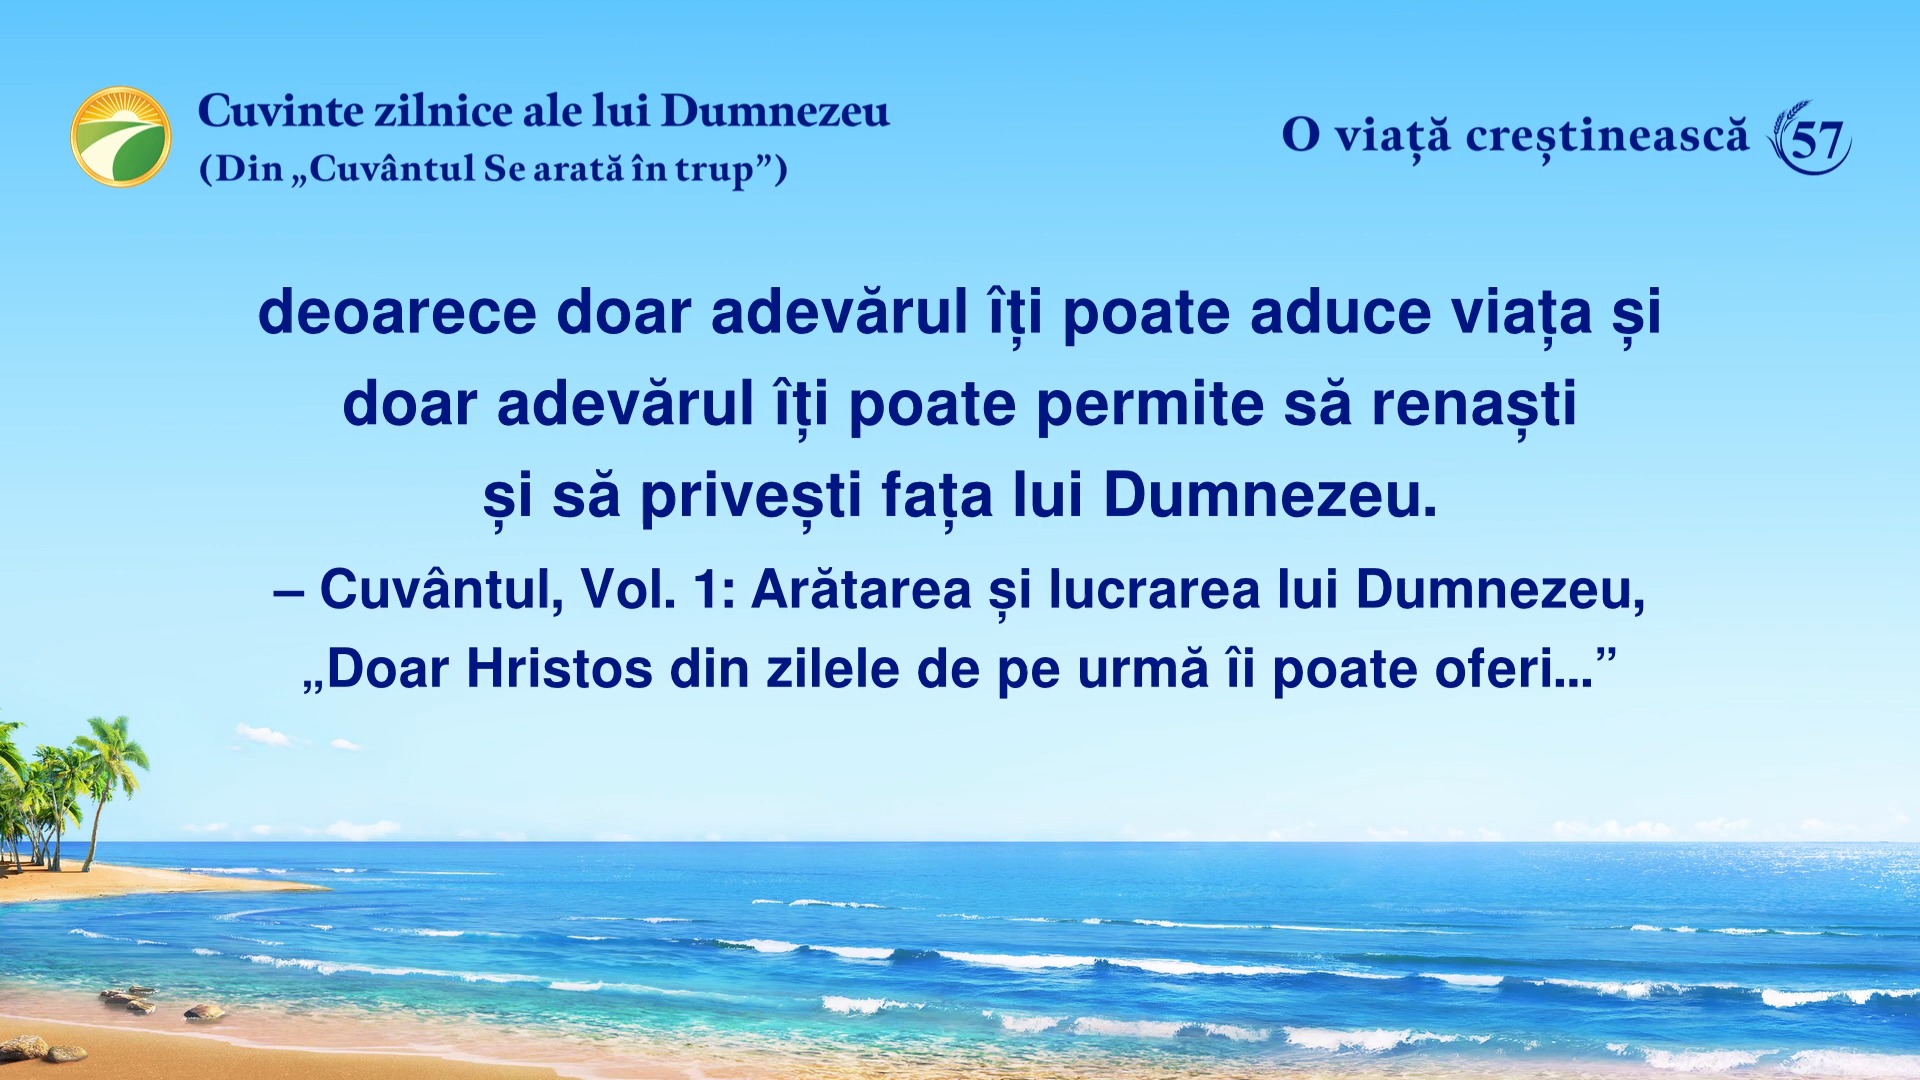 Cuvinte zilnice ale lui Dumnezeu
(Din „Cuvântul Se arată în trup”)
O viață creștinească 57
deoarece doar adevărul îți poate aduce viața și
doar adevărul îți poate permite să renaști
și să privești fața lui Dumnezeu.
– Cuvântul, Vol. 1: Arătarea și lucrarea lui Dumnezeu,
„Doar Hristos din zilele de pe urmă îi poate oferi...”